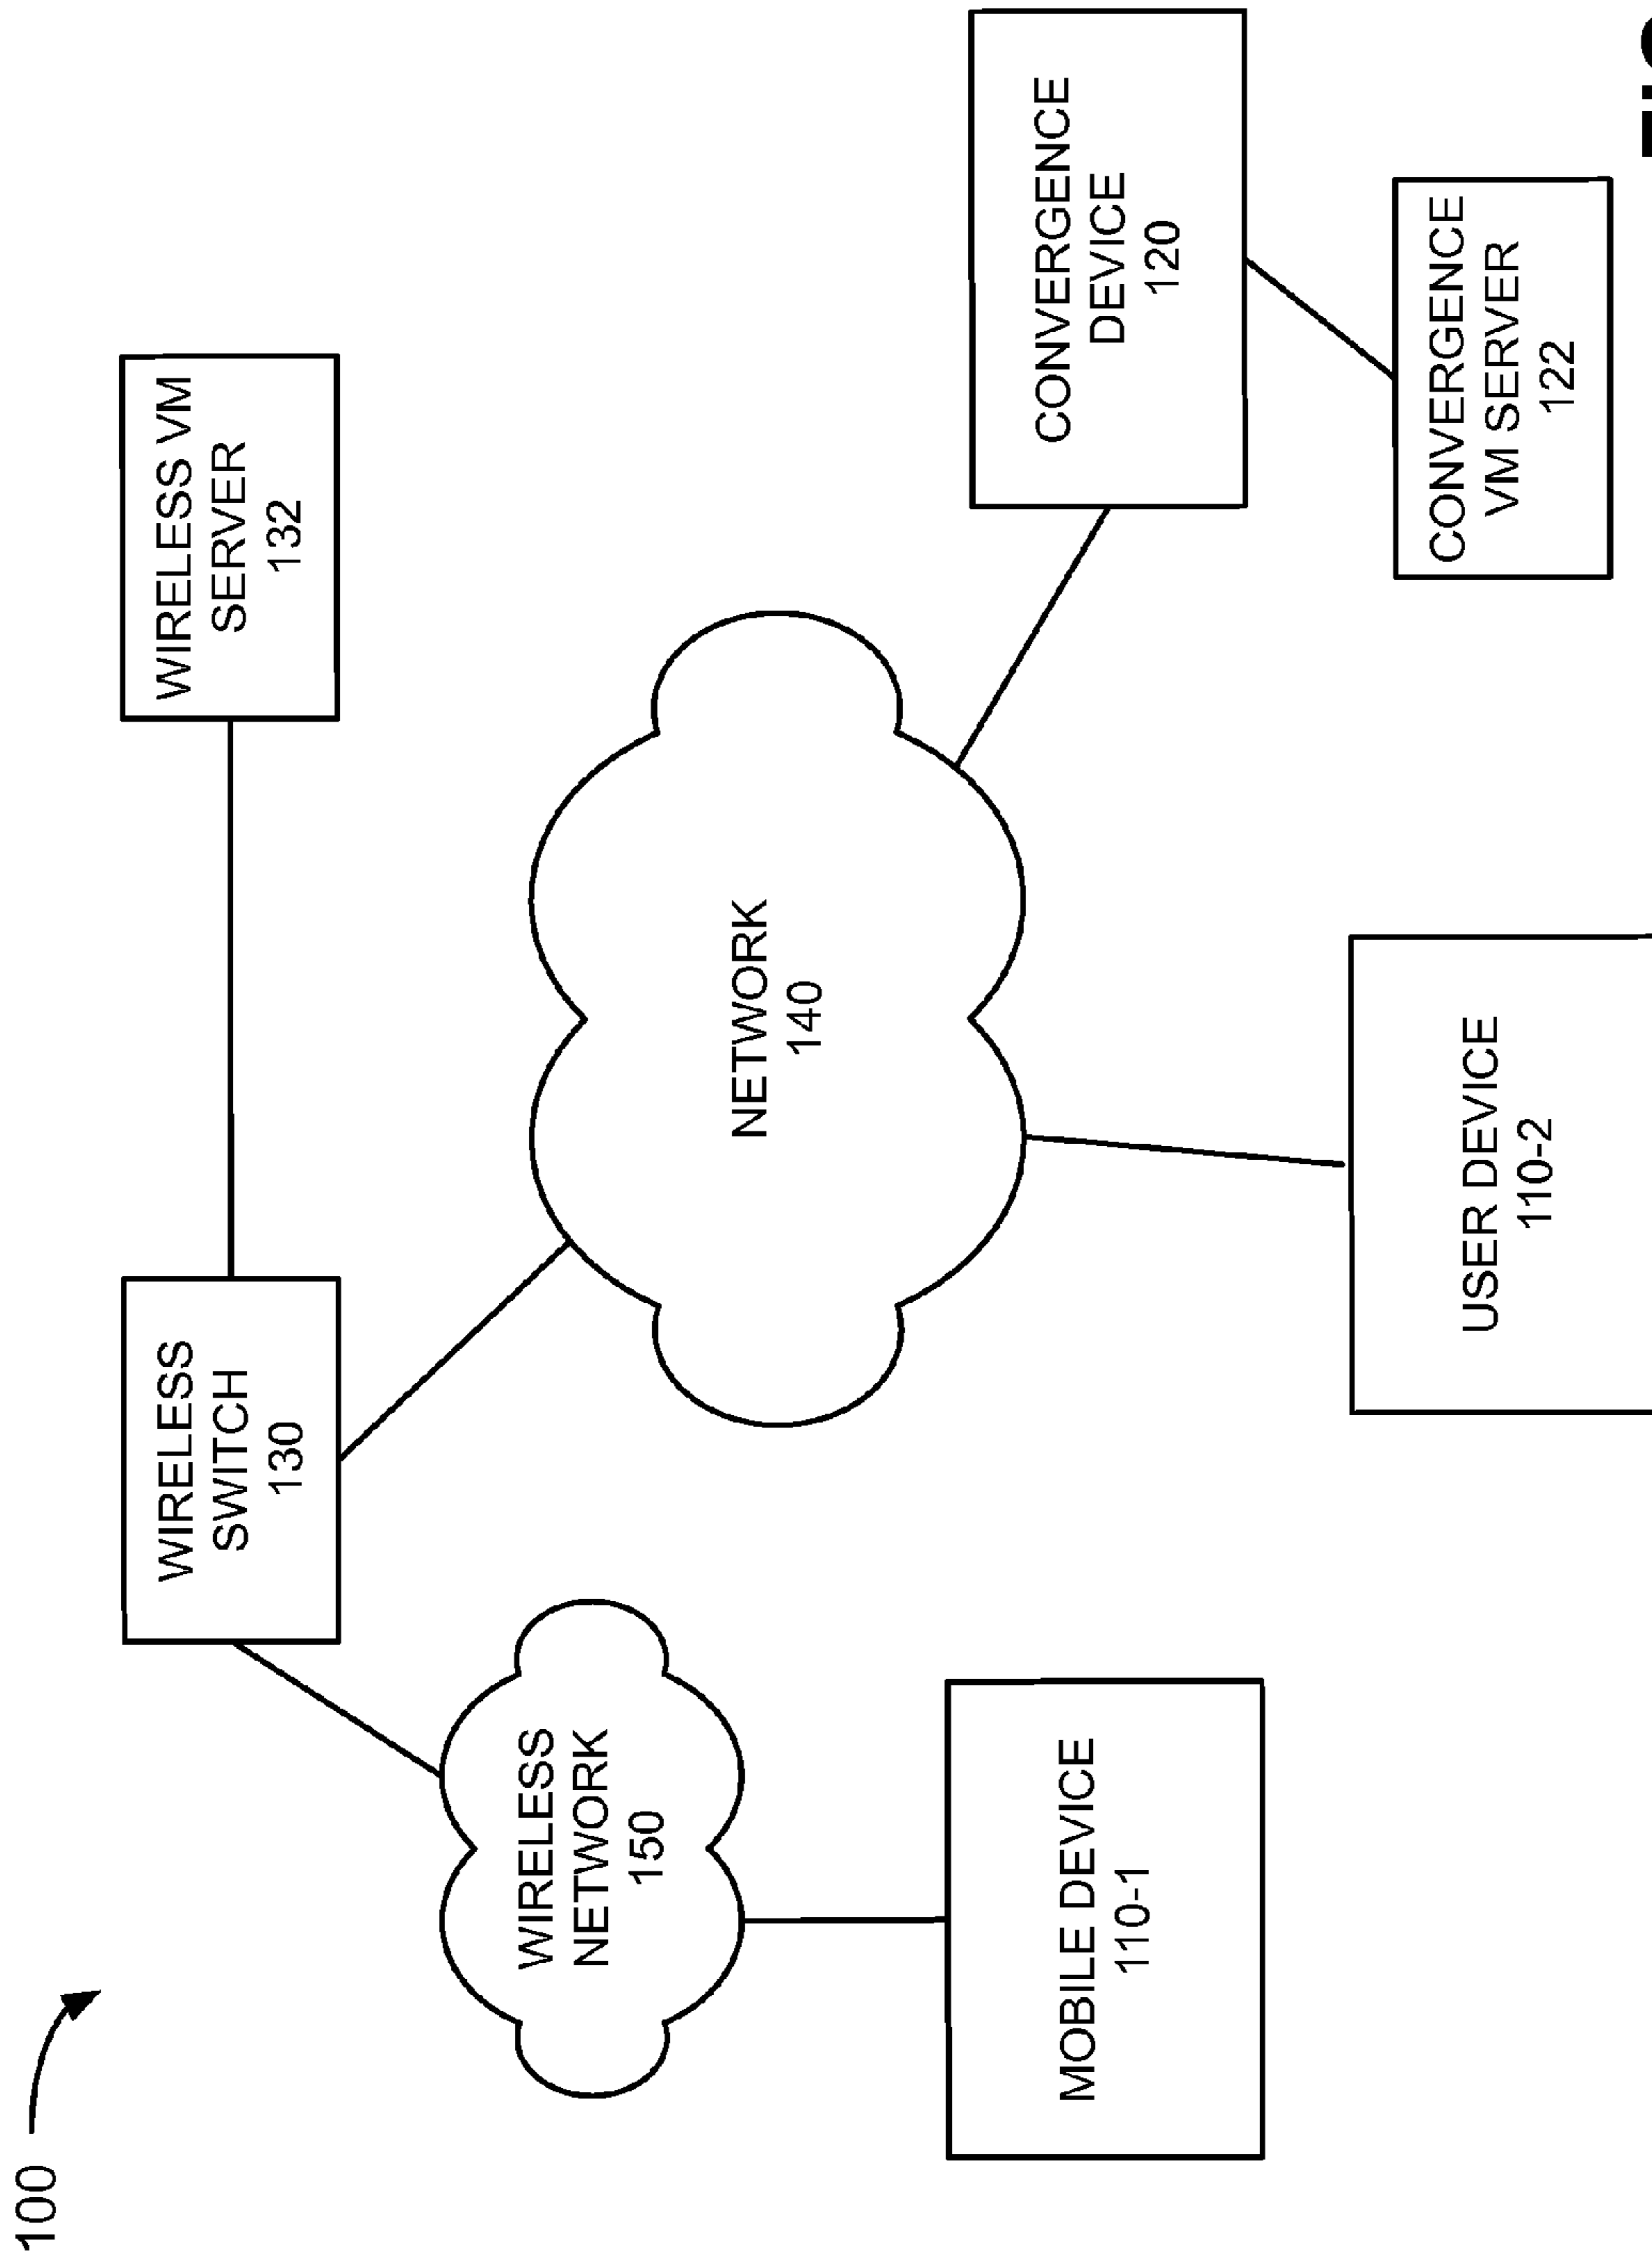 100
WIRELESS
SWITCH
130
WIRELESS VM
SERVER
132
WIRELESS
NETWORK
150
NETWORK
140
MOBILE DEVICE
110-1
CONVERGENCE
DEVICE
120
USER DEVICE
110-2
CONVERGENCE
VM SERVER
122